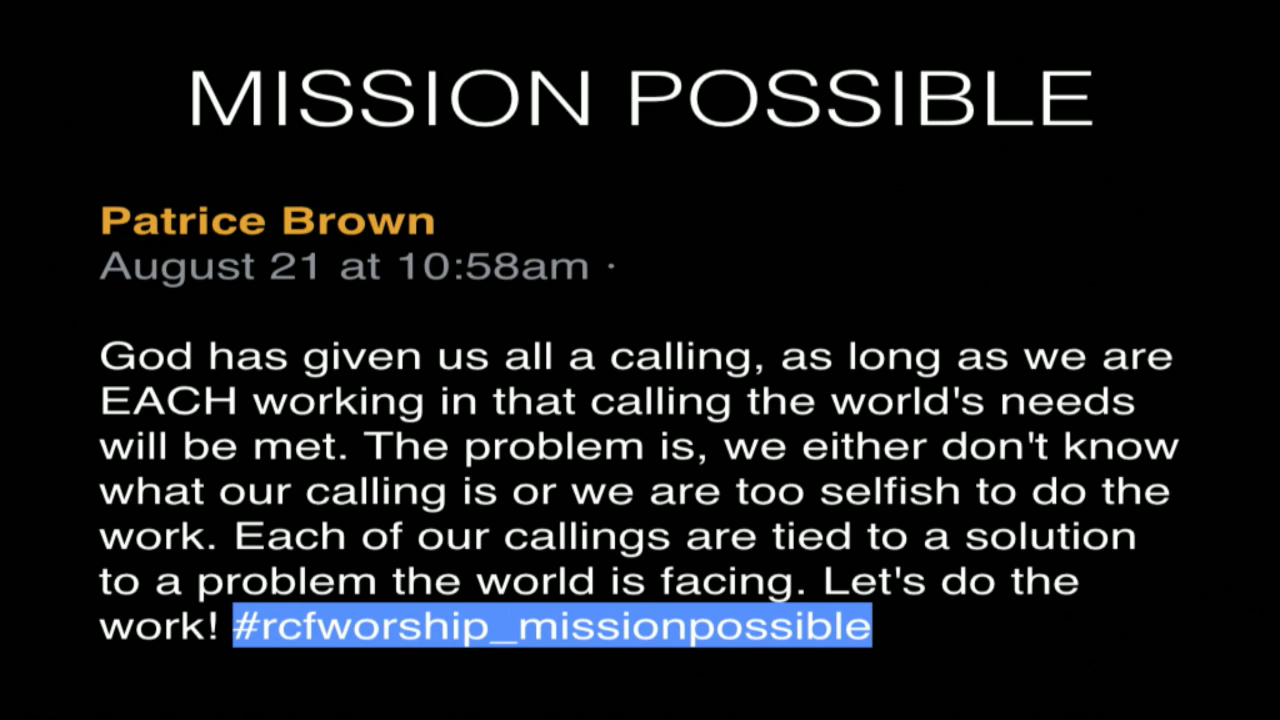 MISSION POSSIBLE
Patrice Brown
August 21 at 10:58am ·
God has given us all a calling, as long as we are
EACH working in that calling the world's needs
will be met. The problem is, we either don't know
what our calling is or we are too selfish to do the
work. Each of our callings are tied to a solution
to a problem the world is facing. Let's do the
work! #rcfworship_missionpossible